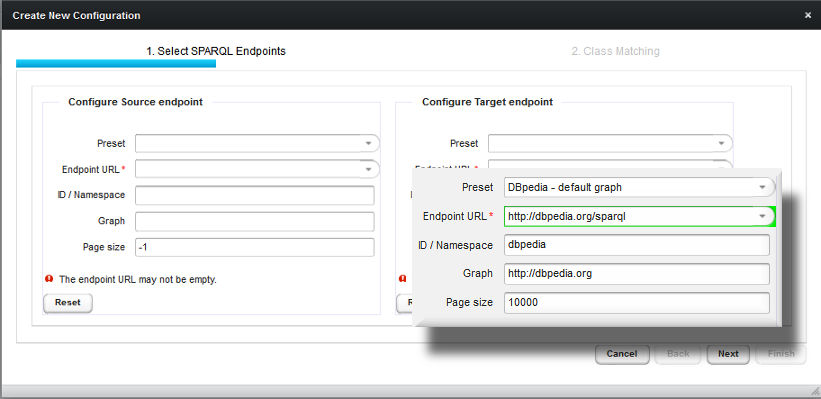 Create New Configuration ×
1. Select SPARQL Endpoints
2. Class Matching
Configure Source endpoint
Preset
Endpoint URL *
ID / Namespace
Graph
Page size -1
The endpoint URL may not be empty.
Reset
Configure Target endpoint
Preset
Endpoint URL *
Preset DBpedia - default graph
Endpoint URL * http://dbpedia.org/sparql
ID / Namespace dbpedia
Graph http://dbpedia.org
Page size 10000
Cancel Back Next Finish